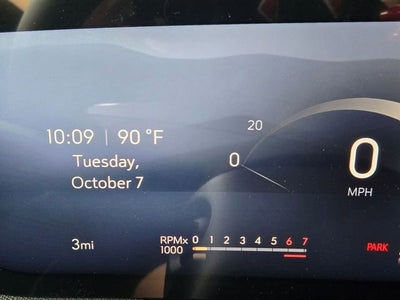 10:09 | 90 °F
Tuesday,
October 7
20
0
0
MPH
3mi
RPMx 1000
0 1 2 3 4 5 6 7
PARK